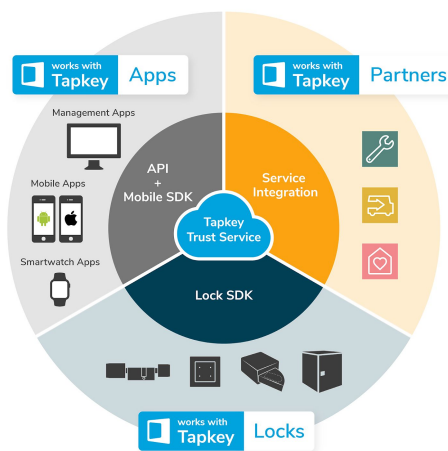 works with
Tapkey Apps
works with
Tapkey Partners
Management Apps
Mobile Apps
Smartwatch Apps
API
+
Mobile SDK
Service
Integration
Tapkey
Trust Service
Lock SDK
works with
Tapkey Locks